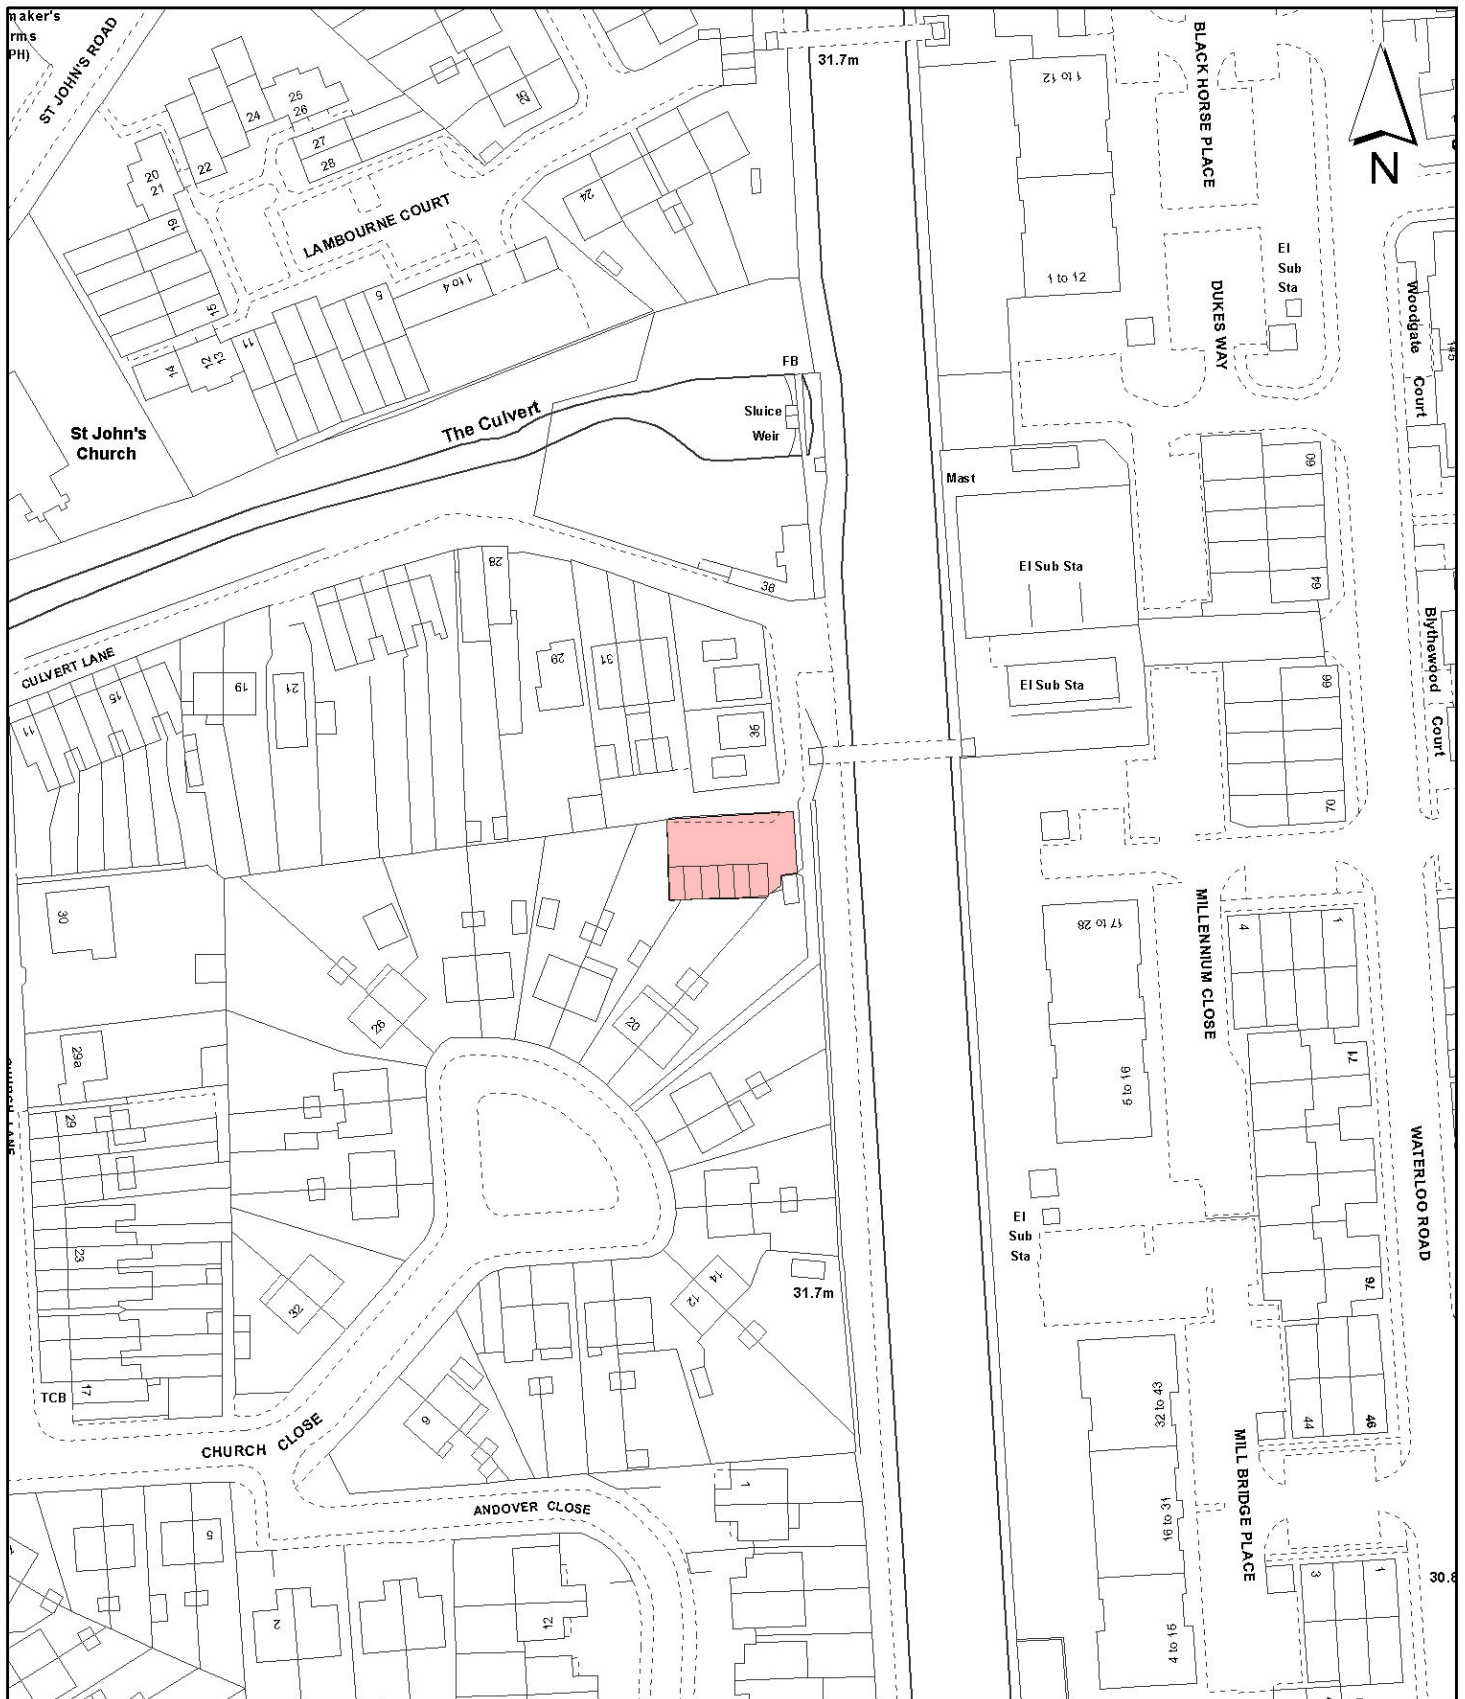 maker's
rms
PH)
ST JOHN'S ROAD
31.7m
1 to 12
BLACK HORSE PLACE
N
24
25
26
27
28
22
20
21
19
LAMBOURNE COURT
24
15
14
12
13
11
5
1 to 4
1 to 12
DUKES WAY
El
Sub
Sta
Woodgate
Court
145
St John's
Church
The Culvert
FB
Sluice
Weir
Mast
60
64
El Sub Sta
El Sub Sta
Blythewood
Court
66
70
CULVERT LANE
11
15
19
21
28
29
31
38
36
30
29a
29
23
17
TCB
26
20
32
14
12
31.7m
9
CHURCH CLOSE
ANDOVER CLOSE
1
5
2
12
17 to 28
5 to 16
MILLENNIUM CLOSE
4
1
71
76
WATERLOO ROAD
El
Sub
Sta
32 to 43
44
46
16 to 31
MILL BRIDGE PLACE
4 to 15
3
1
30.8